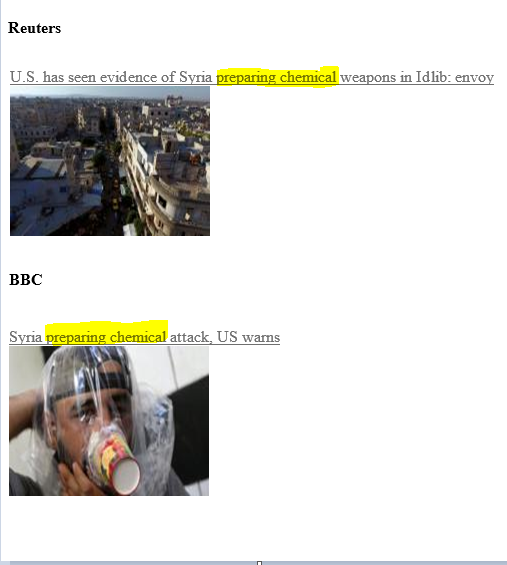 Reuters
U.S. has seen evidence of Syria preparing chemical weapons in Idlib: envoy
BBC
Syria preparing chemical attack, US warns